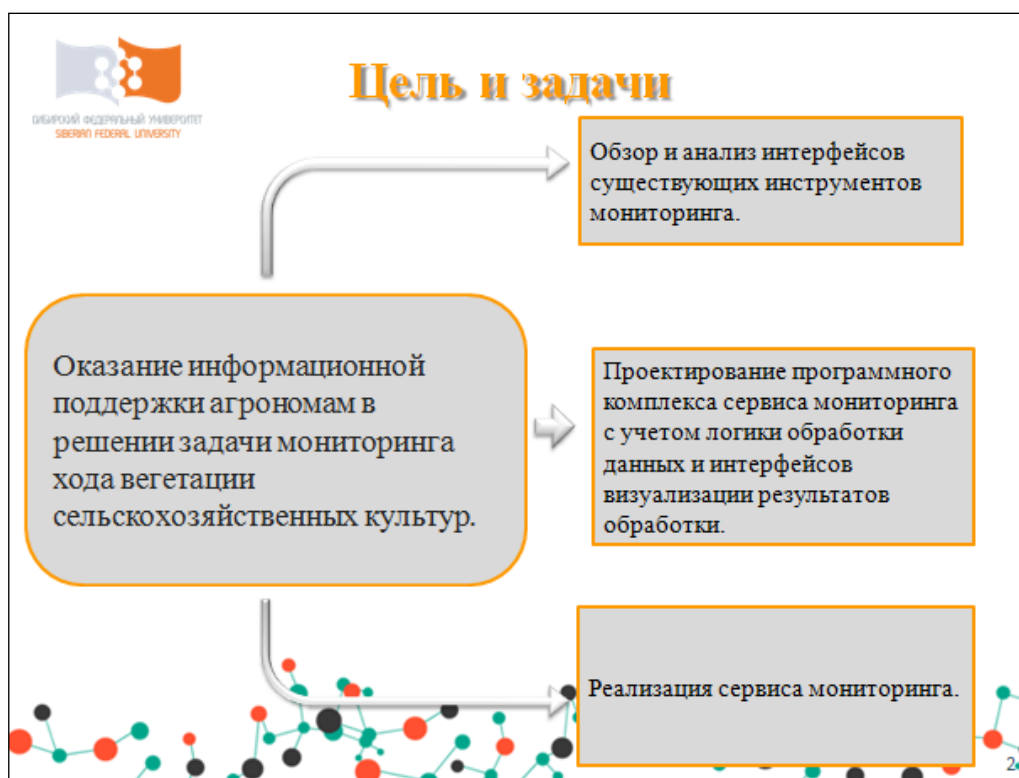 СИБИРСКИЙ ФЕДЕРАЛЬНЫЙ УНИВЕРСИТЕТ
SIBERIAN FEDERAL UNIVERSITY
Цель и задачи
Обзор и анализ интерфейсов
существующих инструментов
мониторинга.
Оказание информационной
поддержки агрономам в
решении задачи мониторинга
хода вегетации
сельскохозяйственных культур.
Проектирование программного
комплекса сервиса мониторинга
с учетом логики обработки
данных и интерфейсов
визуализации результатов
обработки.
Реализация сервиса мониторинга.
2